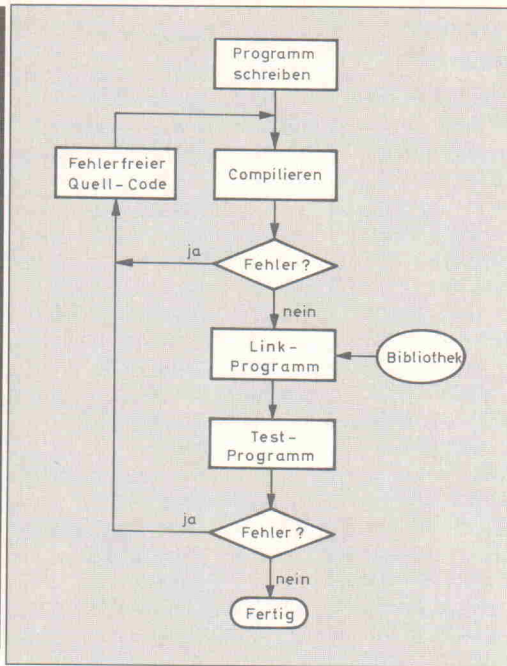 Programm
schreiben
Fehlerfreier
Quell-Code
Compilieren
ja
Fehler?
nein
Link-
Programm
Bibliothek
Test-
Programm
ja
Fehler?
nein
Fertig